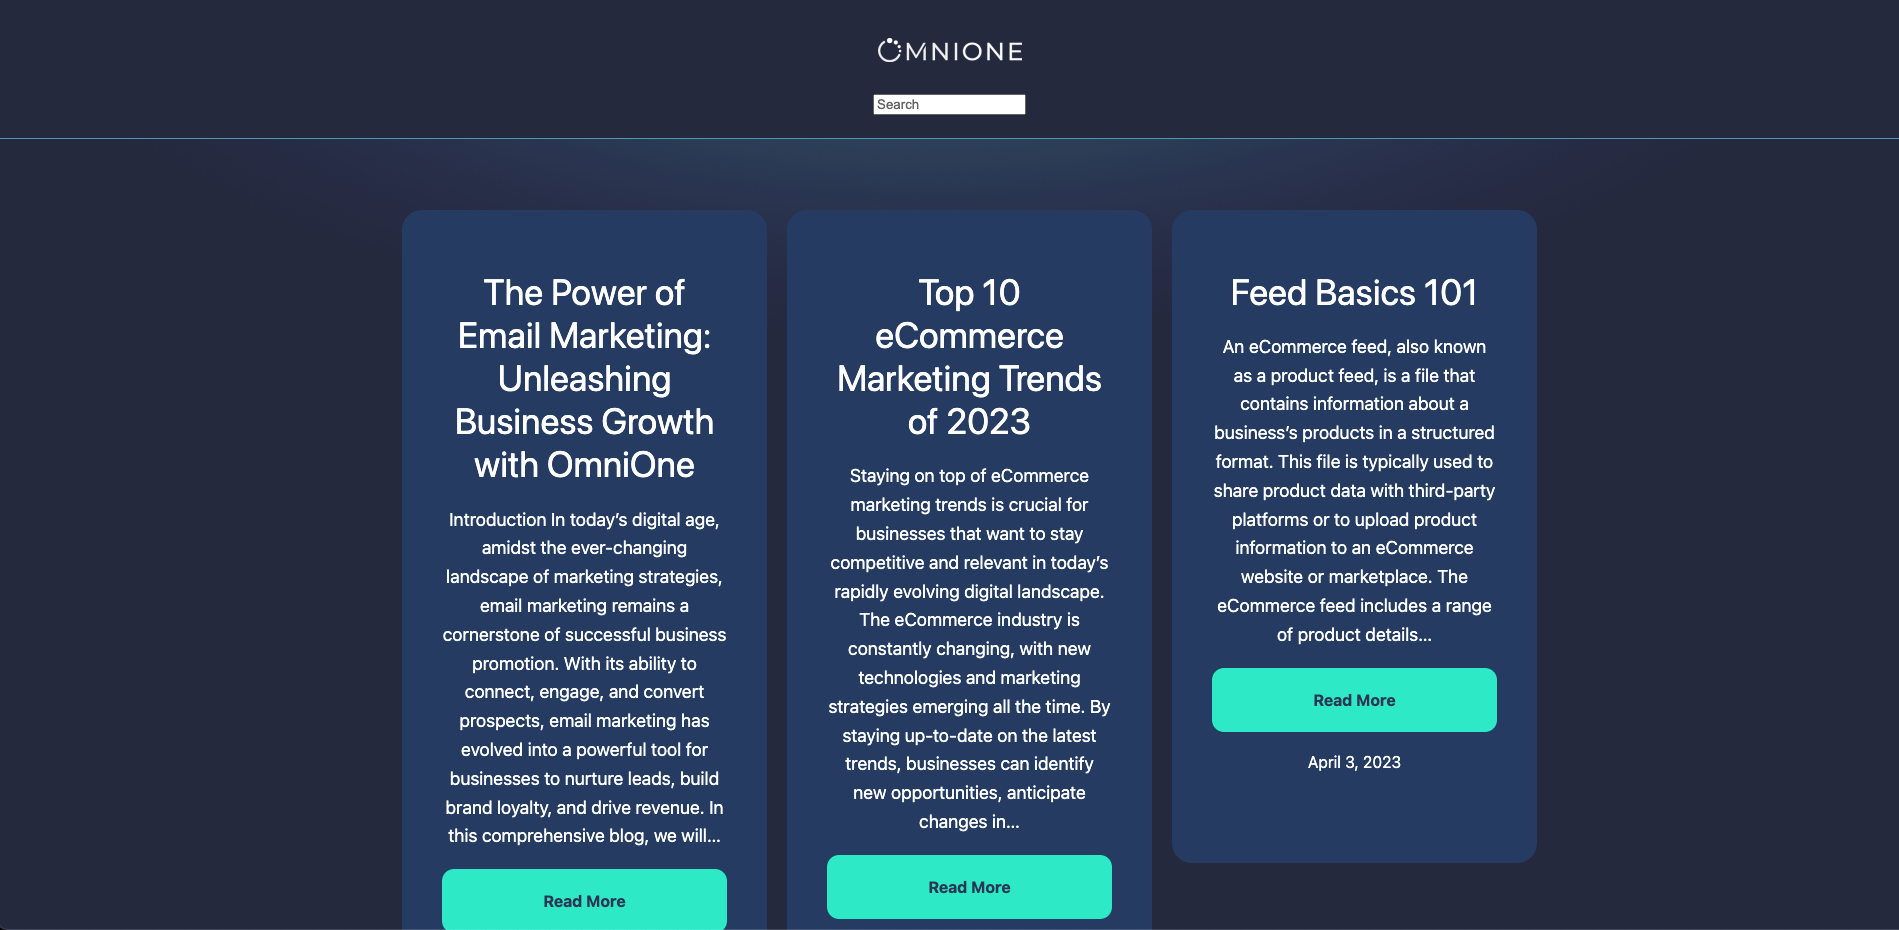 OMNIONE
Search
The Power of
Email Marketing:
Unleashing
Business Growth
with OmniOne
Introduction In today’s digital age,
amidst the ever-changing
landscape of marketing strategies,
email marketing remains a
cornerstone of successful business
promotion. With its ability to
connect, engage, and convert
prospects, email marketing has
evolved into a powerful tool for
businesses to nurture leads, build
brand loyalty, and drive revenue. In
this comprehensive blog, we will...
Read More
Top 10
eCommerce
Marketing Trends
of 2023
Staying on top of eCommerce
marketing trends is crucial for
businesses that want to stay
competitive and relevant in today’s
rapidly evolving digital landscape.
The eCommerce industry is
constantly changing, with new
technologies and marketing
strategies emerging all the time. By
staying up-to-date on the latest
trends, businesses can identify
new opportunities, anticipate
changes in...
Read More
Feed Basics 101
An eCommerce feed, also known
as a product feed, is a file that
contains information about a
business’s products in a structured
format. This file is typically used to
share product data with third-party
platforms or to upload product
information to an eCommerce
website or marketplace. The
eCommerce feed includes a range
of product details...
Read More
April 3, 2023